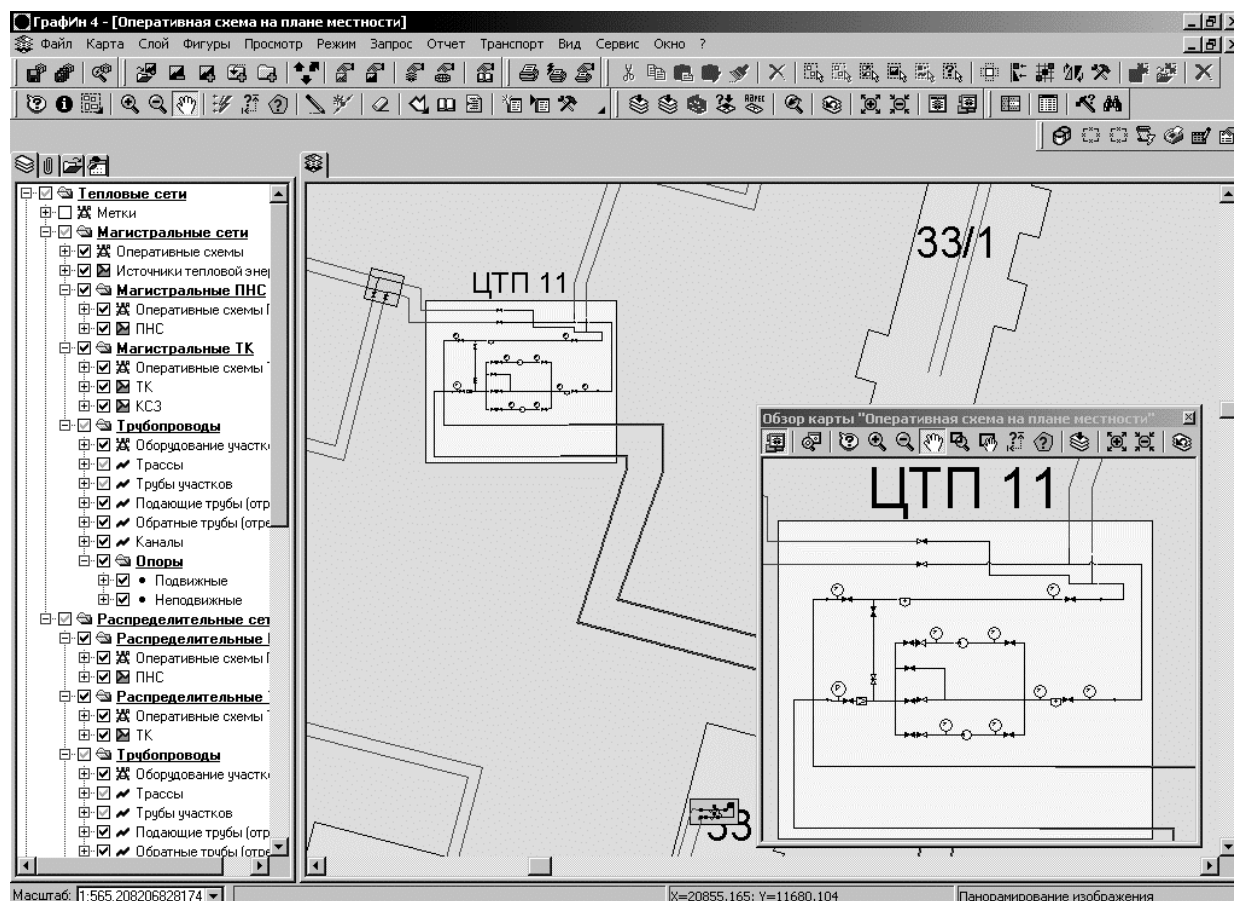 ГрафИн 4 - [Оперативная схема на плане местности]
Файл Карта Слой Фигуры Просмотр Режим Запрос Отчет Транспорт Вид Сервис Окно ?
Тепловые сети
Метки
Магистральные сети
Оперативные схемы
Источники тепловой энер
Магистральные ПНС
Оперативные схемы П
ПНС
Магистральные ТК
Оперативные схемы Т
ТК
КСЗ
Трубопроводы
Оборудование участк
Трассы
Трубы участков
Подающие трубы (отр
Обратные трубы (отре
Каналы
Опоры
Подвижные
Неподвижные
Распределительные сет
Распределительные
Оперативные схемы П
ПНС
Распределительные
Оперативные схемы Т
ТК
Трубопроводы
Оборудование участк
Трассы
Трубы участков
Подающие трубы (отр
Обратные трубы (отре
ЦТП 11
33/1
33
Обзор карты "Оперативная схема на плане местности"
ЦТП 11
Масштаб: 1:565,208206828174
X=20855,165; Y=11680,104
Панорамирование изображения